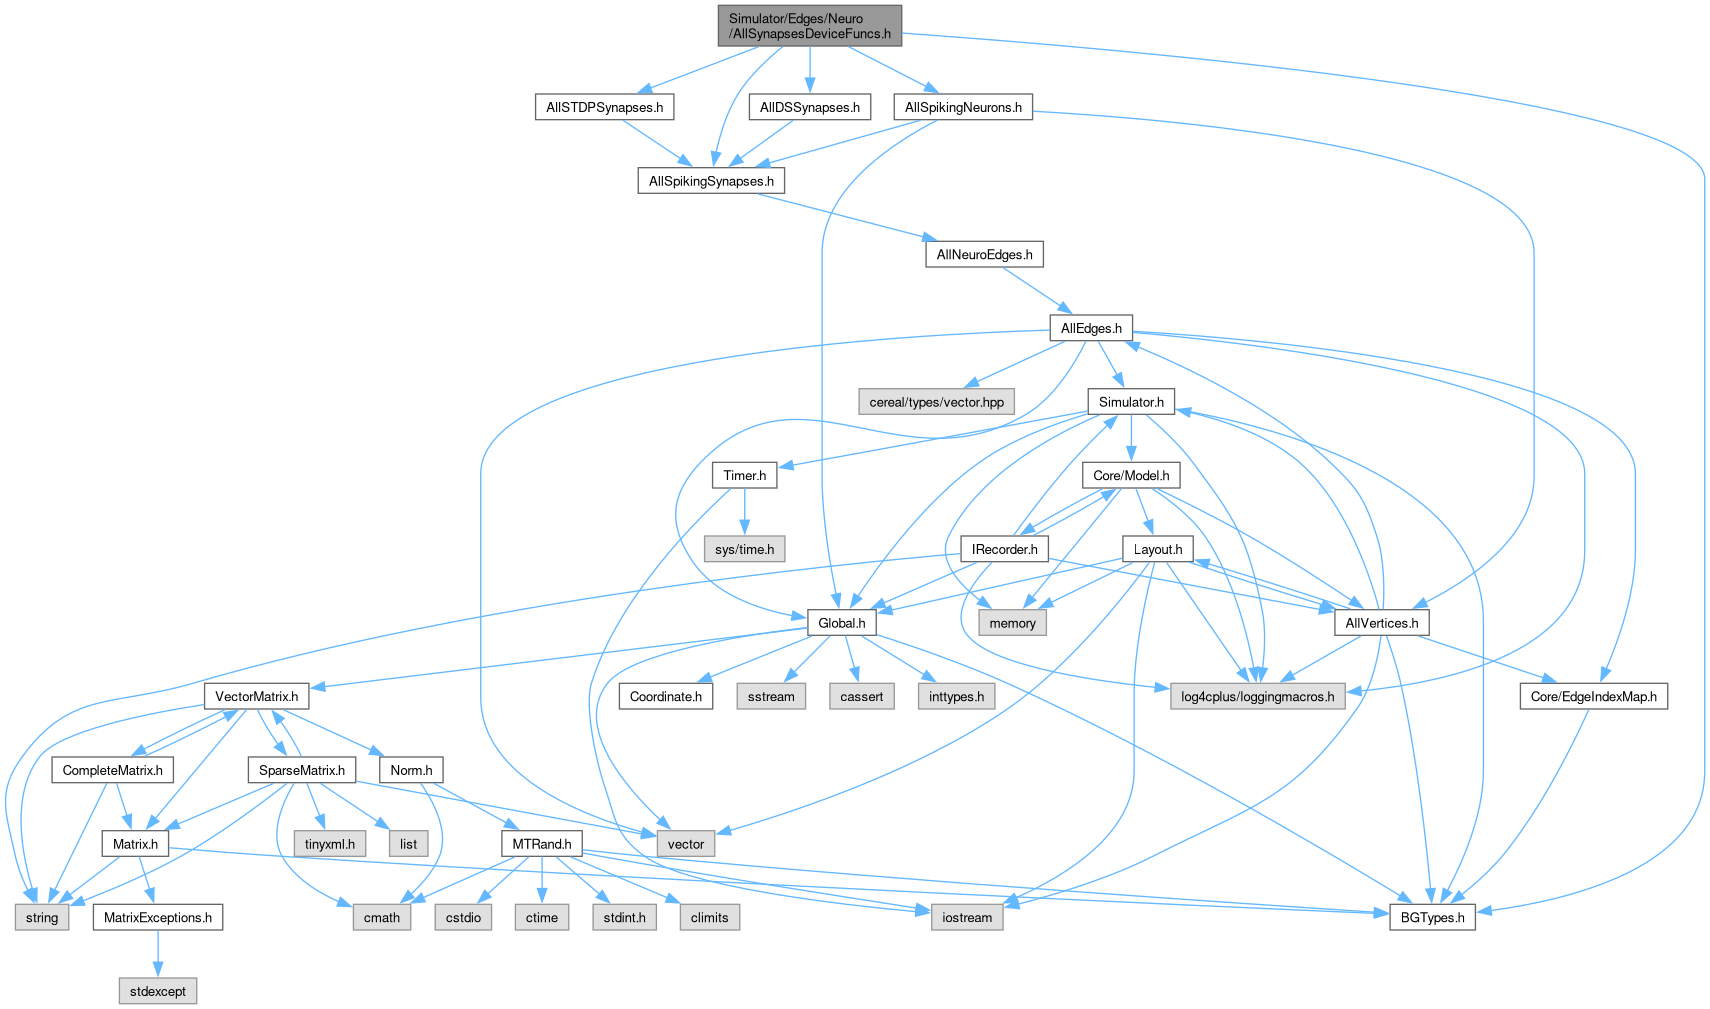 Simulator/Edges/Neuro
/AllSynapsesDeviceFuncs.h
AllSTDPSynapses.h
AllDSSynapses.h
AllSpikingNeurons.h
AllSpikingSynapses.h
AllNeuroEdges.h
AllEdges.h
cereal/types/vector.hpp
Simulator.h
Timer.h
Core/Model.h
sys/time.h
IRecorder.h
Layout.h
Global.h
memory
AllVertices.h
VectorMatrix.h
Coordinate.h
sstream
cassert
inttypes.h
log4cplus/loggingmacros.h
Core/EdgeIndexMap.h
CompleteMatrix.h
SparseMatrix.h
Norm.h
Matrix.h
tinyxml.h
list
MTRand.h
vector
string
MatrixExceptions.h
cmath
cstdio
ctime
stdint.h
climits
iostream
BGTypes.h
stdexcept